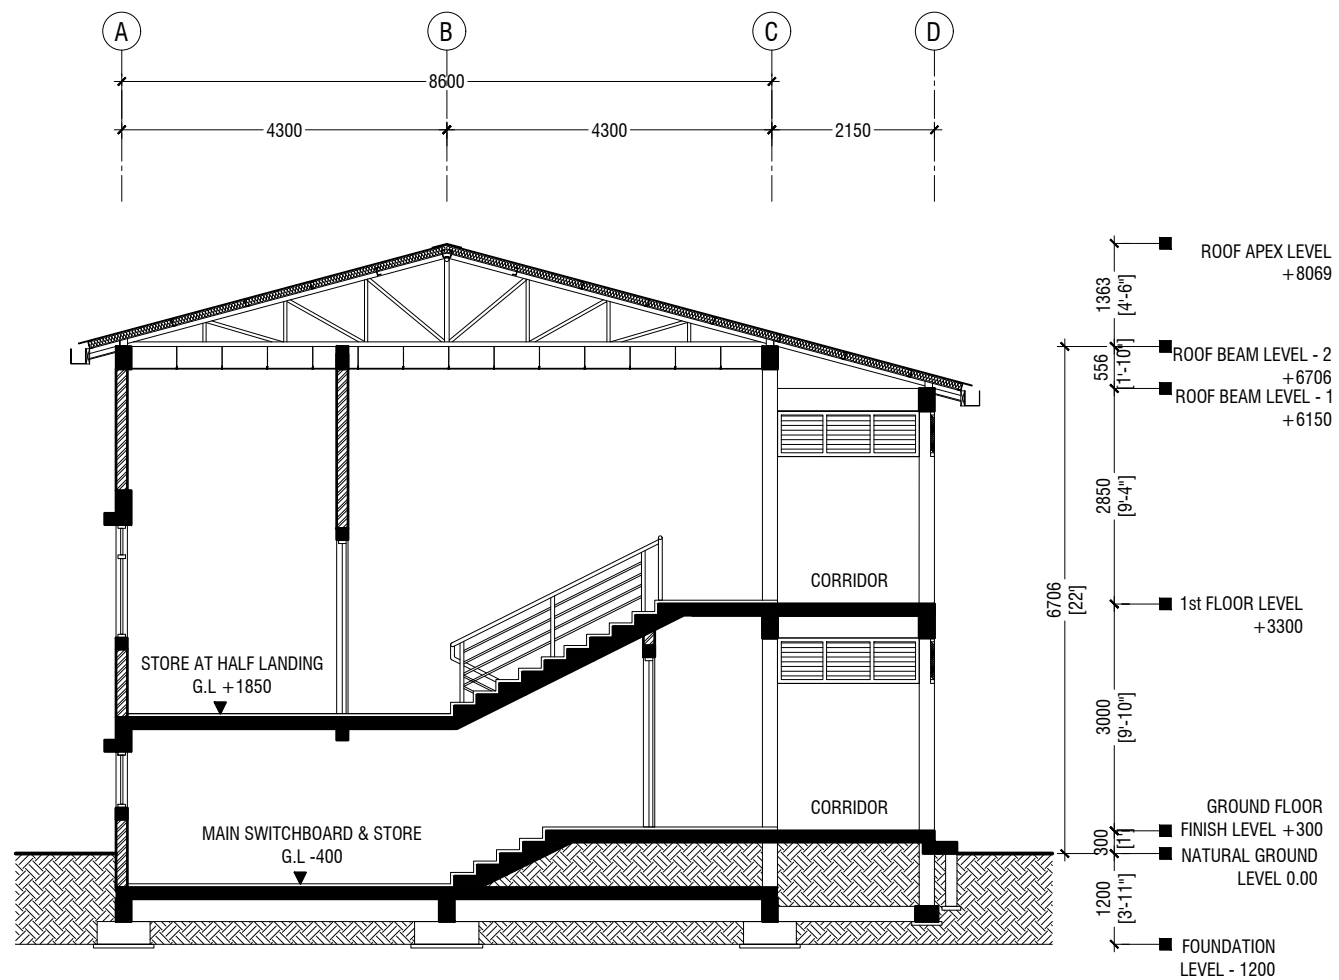 A B C D
8600
4300 4300 2150
ROOF APEX LEVEL
+8069
1363
[4'-6"]
ROOF BEAM LEVEL - 2
+6706
556
[1'-10"]
ROOF BEAM LEVEL - 1
+6150
2850
[9'-4"]
CORRIDOR
1st FLOOR LEVEL
+3300
6706
[22']
STORE AT HALF LANDING
G.L +1850
3000
[9'-10"]
CORRIDOR
GROUND FLOOR
FINISH LEVEL +300
300
[1']
MAIN SWITCHBOARD & STORE
G.L -400
NATURAL GROUND
LEVEL 0.00
1200
[3'-11"]
FOUNDATION
LEVEL - 1200